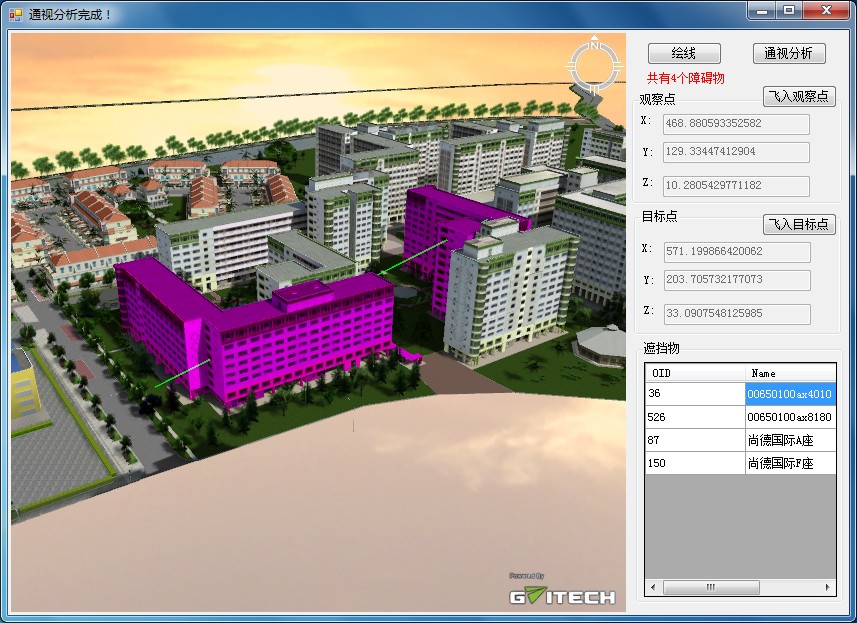 通视分析完成！
N
绘线
通视分析
共有4个障碍物
观察点
飞入观察点
X:
468.880593352582
Y:
129.33447412904
Z:
10.2805429771182
目标点
飞入目标点
X:
571.199866420062
Y:
203.705732177073
Z:
33.0907548125985
遮挡物
OID Name
36 00650100ax4010
526 00650100ax8180
87 尚德国际A座
150 尚德国际F座
Powered By
GVITECH